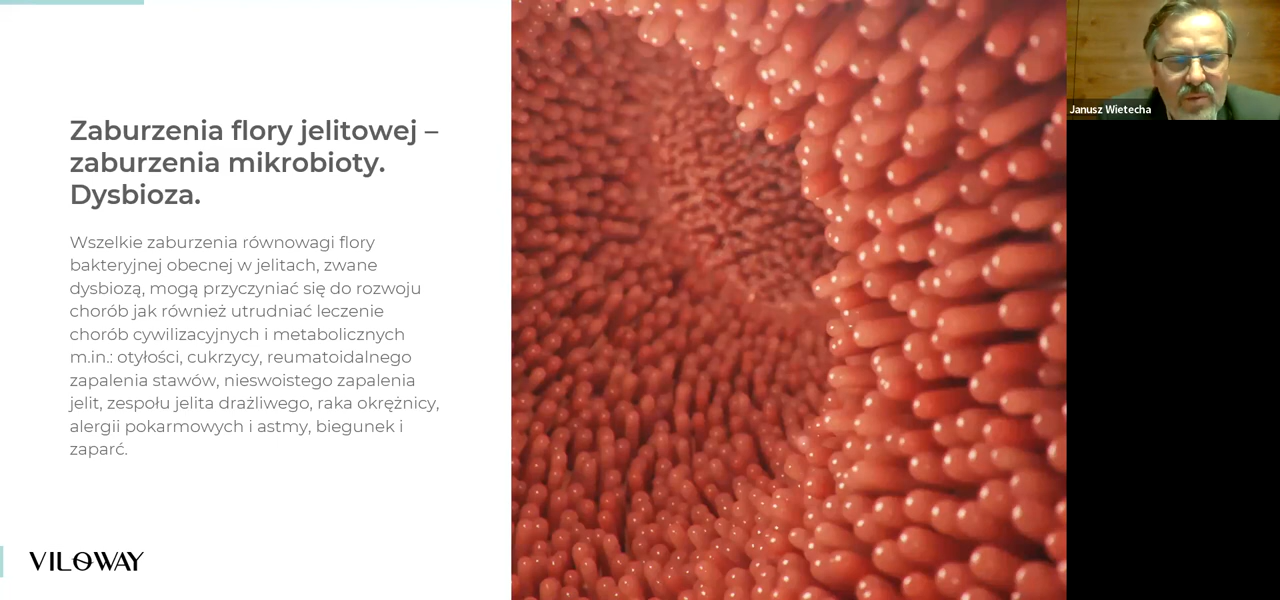 Zaburzenia flory jelitowej –
zaburzenia mikrobioty.
Dysbioza.
Wszelkie zaburzenia równowagi flory
bakteryjnej obecnej w jelitach, zwane
dysbiozą, mogą przyczyniać się do rozwoju
chorób jak również utrudniać leczenie
chorób cywilizacyjnych i metabolicznych
m.in.: otyłości, cukrzycy, reumatoidalnego
zapalenia stawów, nieswoistego zapalenia
jelit, zespołu jelita drażliwego, raka okrężnicy,
alergii pokarmowych i astmy, biegunek i
zaparć.
VILOWAY
Janusz Wietecha